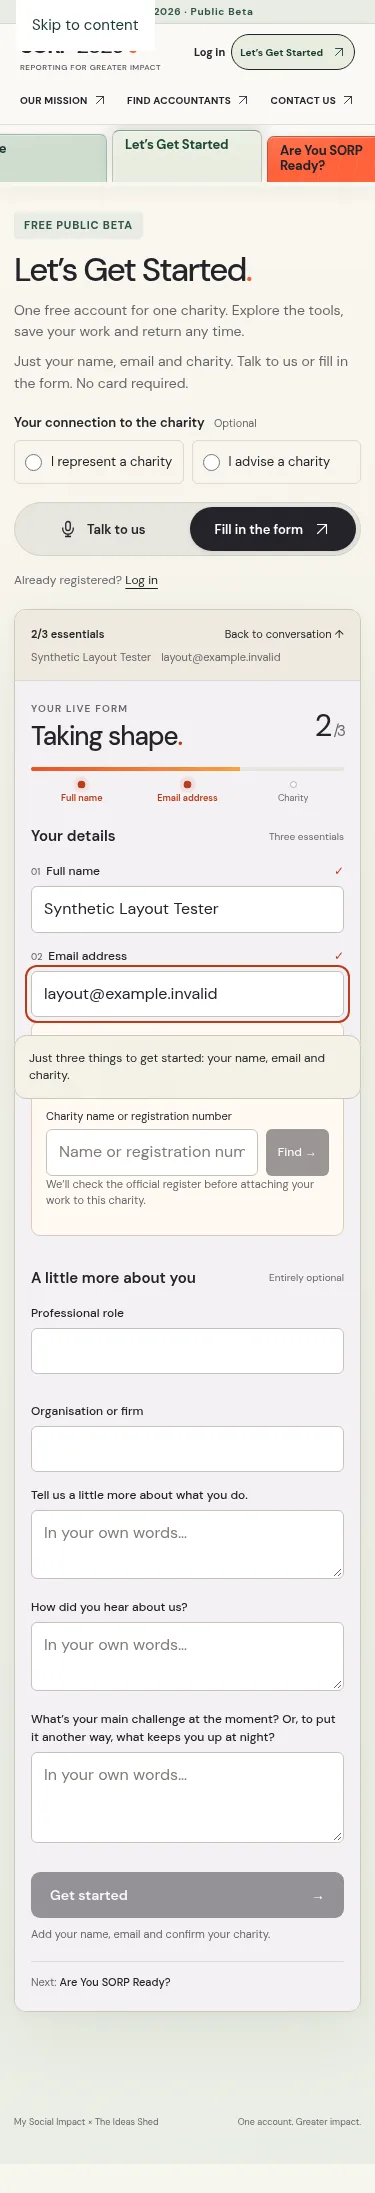 Skip to content
2026 · Public Beta
REPORTING FOR GREATER IMPACT
Log in
Let's Get Started
OUR MISSION
FIND ACCOUNTANTS
CONTACT US
e
Let's Get Started
Are You SORP
Ready?
FREE PUBLIC BETA
Let's Get Started.
One free account for one charity. Explore the tools,
save your work and return any time.
Just your name, email and charity. Talk to us or fill in
the form. No card required.
Your connection to the charity Optional
I represent a charity
I advise a charity
Talk to us
Fill in the form
Already registered? Log in
2/3 essentials
Back to conversation ↑
Synthetic Layout Tester layout@example.invalid
YOUR LIVE FORM
Taking shape.
2/3
Full name
Email address
Charity
Your details
Three essentials
01 Full name ✓
Synthetic Layout Tester
02 Email address ✓
layout@example.invalid
Just three things to get started: your name, email and
charity.
Charity name or registration number
Name or registration num
Find →
We'll check the official register before attaching your
work to this charity.
A little more about you
Entirely optional
Professional role
Organisation or firm
Tell us a little more about what you do.
In your own words...
How did you hear about us?
In your own words...
What's your main challenge at the moment? Or, to put
it another way, what keeps you up at night?
In your own words...
Get started →
Add your name, email and confirm your charity.
Next: Are You SORP Ready?
My Social Impact × The Ideas Shed
One account. Greater impact.